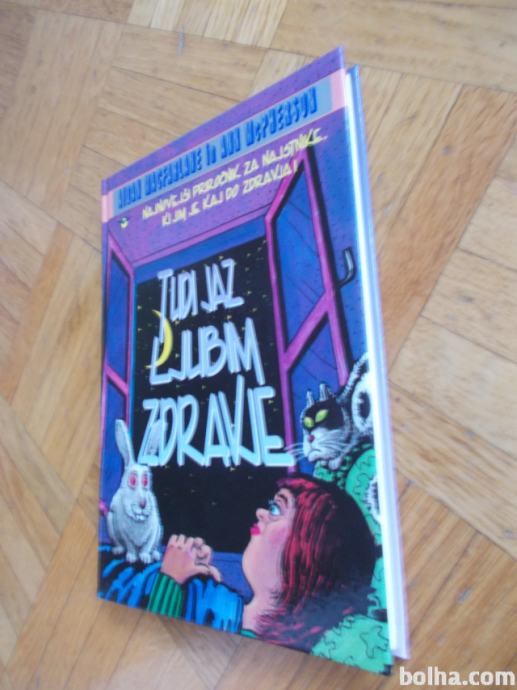 AIDAN MACFARLANE IN ANN McPHERSON
NAJNOVEJŠI PRIROČNIK ZA NAJSTNIKE,
KI JIM JE KAJ DO ZDRAVJA!
TUDI JAZ
LJUBIM
ZDRAVJE
bolha.com